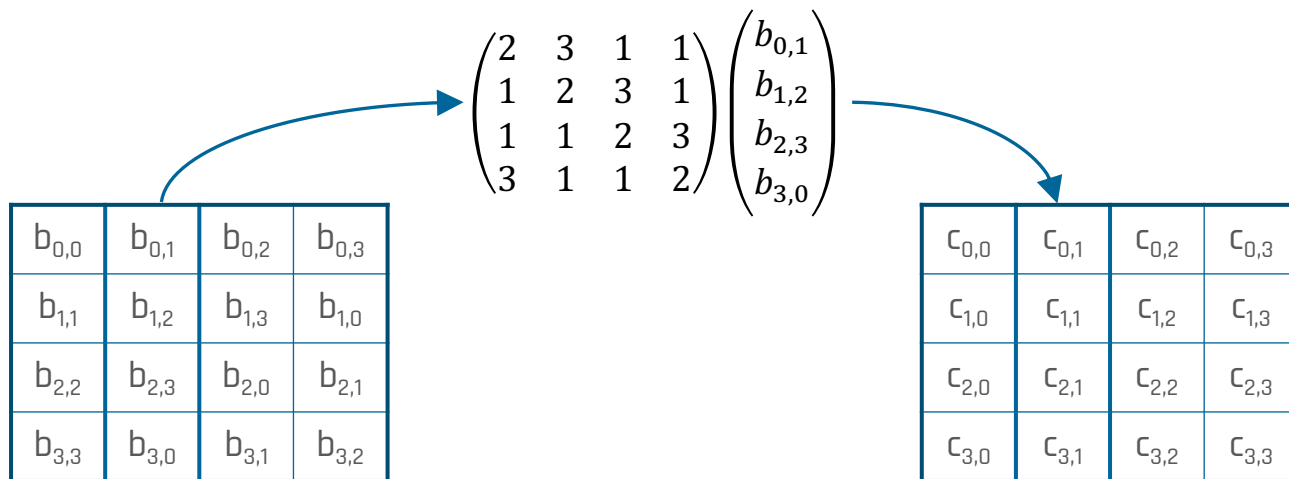 2 3 1 1 b₀,₁
1 2 3 1 b₁,₂
1 1 2 3 b₂,₃
3 1 1 2 b₃,₀
b₀,₀ b₀,₁ b₀,₂ b₀,₃
b₁,₁ b₁,₂ b₁,₃ b₁,₀
b₂,₂ b₂,₃ b₂,₀ b₂,₁
b₃,₃ b₃,₀ b₃,₁ b₃,₂
c₀,₀ c₀,₁ c₀,₂ c₀,₃
c₁,₀ c₁,₁ c₁,₂ c₁,₃
c₂,₀ c₂,₁ c₂,₂ c₂,₃
c₃,₀ c₃,₁ c₃,₂ c₃,₃